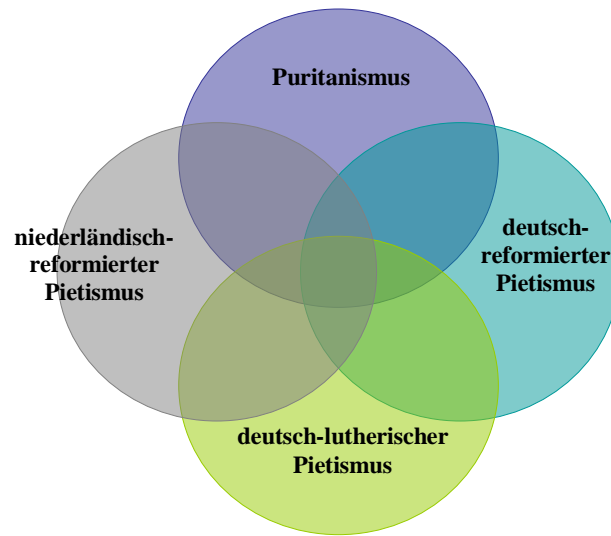 Puritanismus
niederländisch-
reformierter
Pietismus
deutsch-
reformierter
Pietismus
deutsch-lutherischer
Pietismus